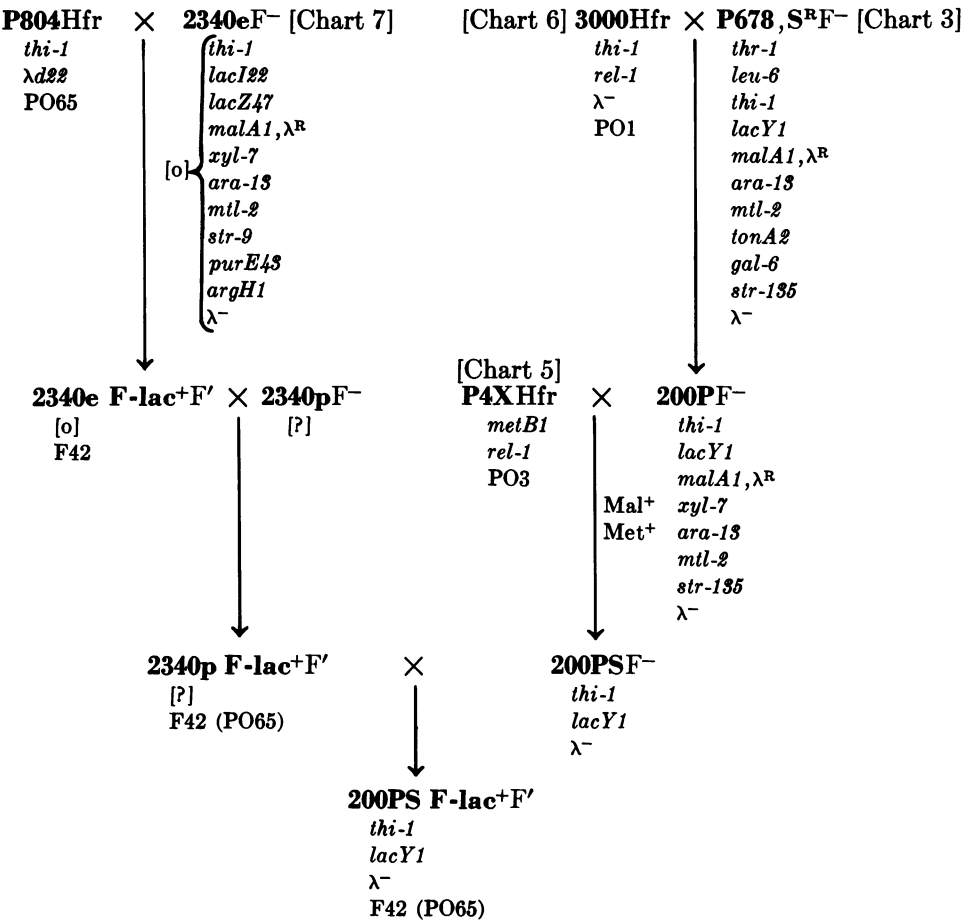 P804Hfr × 2340eF⁻ [Chart 7]
thi-1
λd22
PO65
[o]
thi-1
lacI22
lacZ47
malA1,λᴿ
xyl-7
ara-13
mtl-2
str-9
purE43
argH1
λ⁻
[Chart 6] 3000Hfr × P678,SᴿF⁻ [Chart 3]
thi-1
rel-1
λ⁻
PO1
thr-1
leu-6
thi-1
lacY1
malA1,λᴿ
ara-13
mtl-2
tonA2
gal-6
str-135
λ⁻
2340e F-lac⁺F′ × 2340pF⁻
[o]
F42
[?]
[Chart 5]
P4XHfr × 200PF⁻
metB1
rel-1
PO3
Mal⁺
Met⁺
thi-1
lacY1
malA1,λᴿ
xyl-7
ara-13
mtl-2
str-135
λ⁻
2340p F-lac⁺F′ × 200PSF⁻
[?]
F42 (PO65)
thi-1
lacY1
λ⁻
200PS F-lac⁺F′
thi-1
lacY1
λ⁻
F42 (PO65)